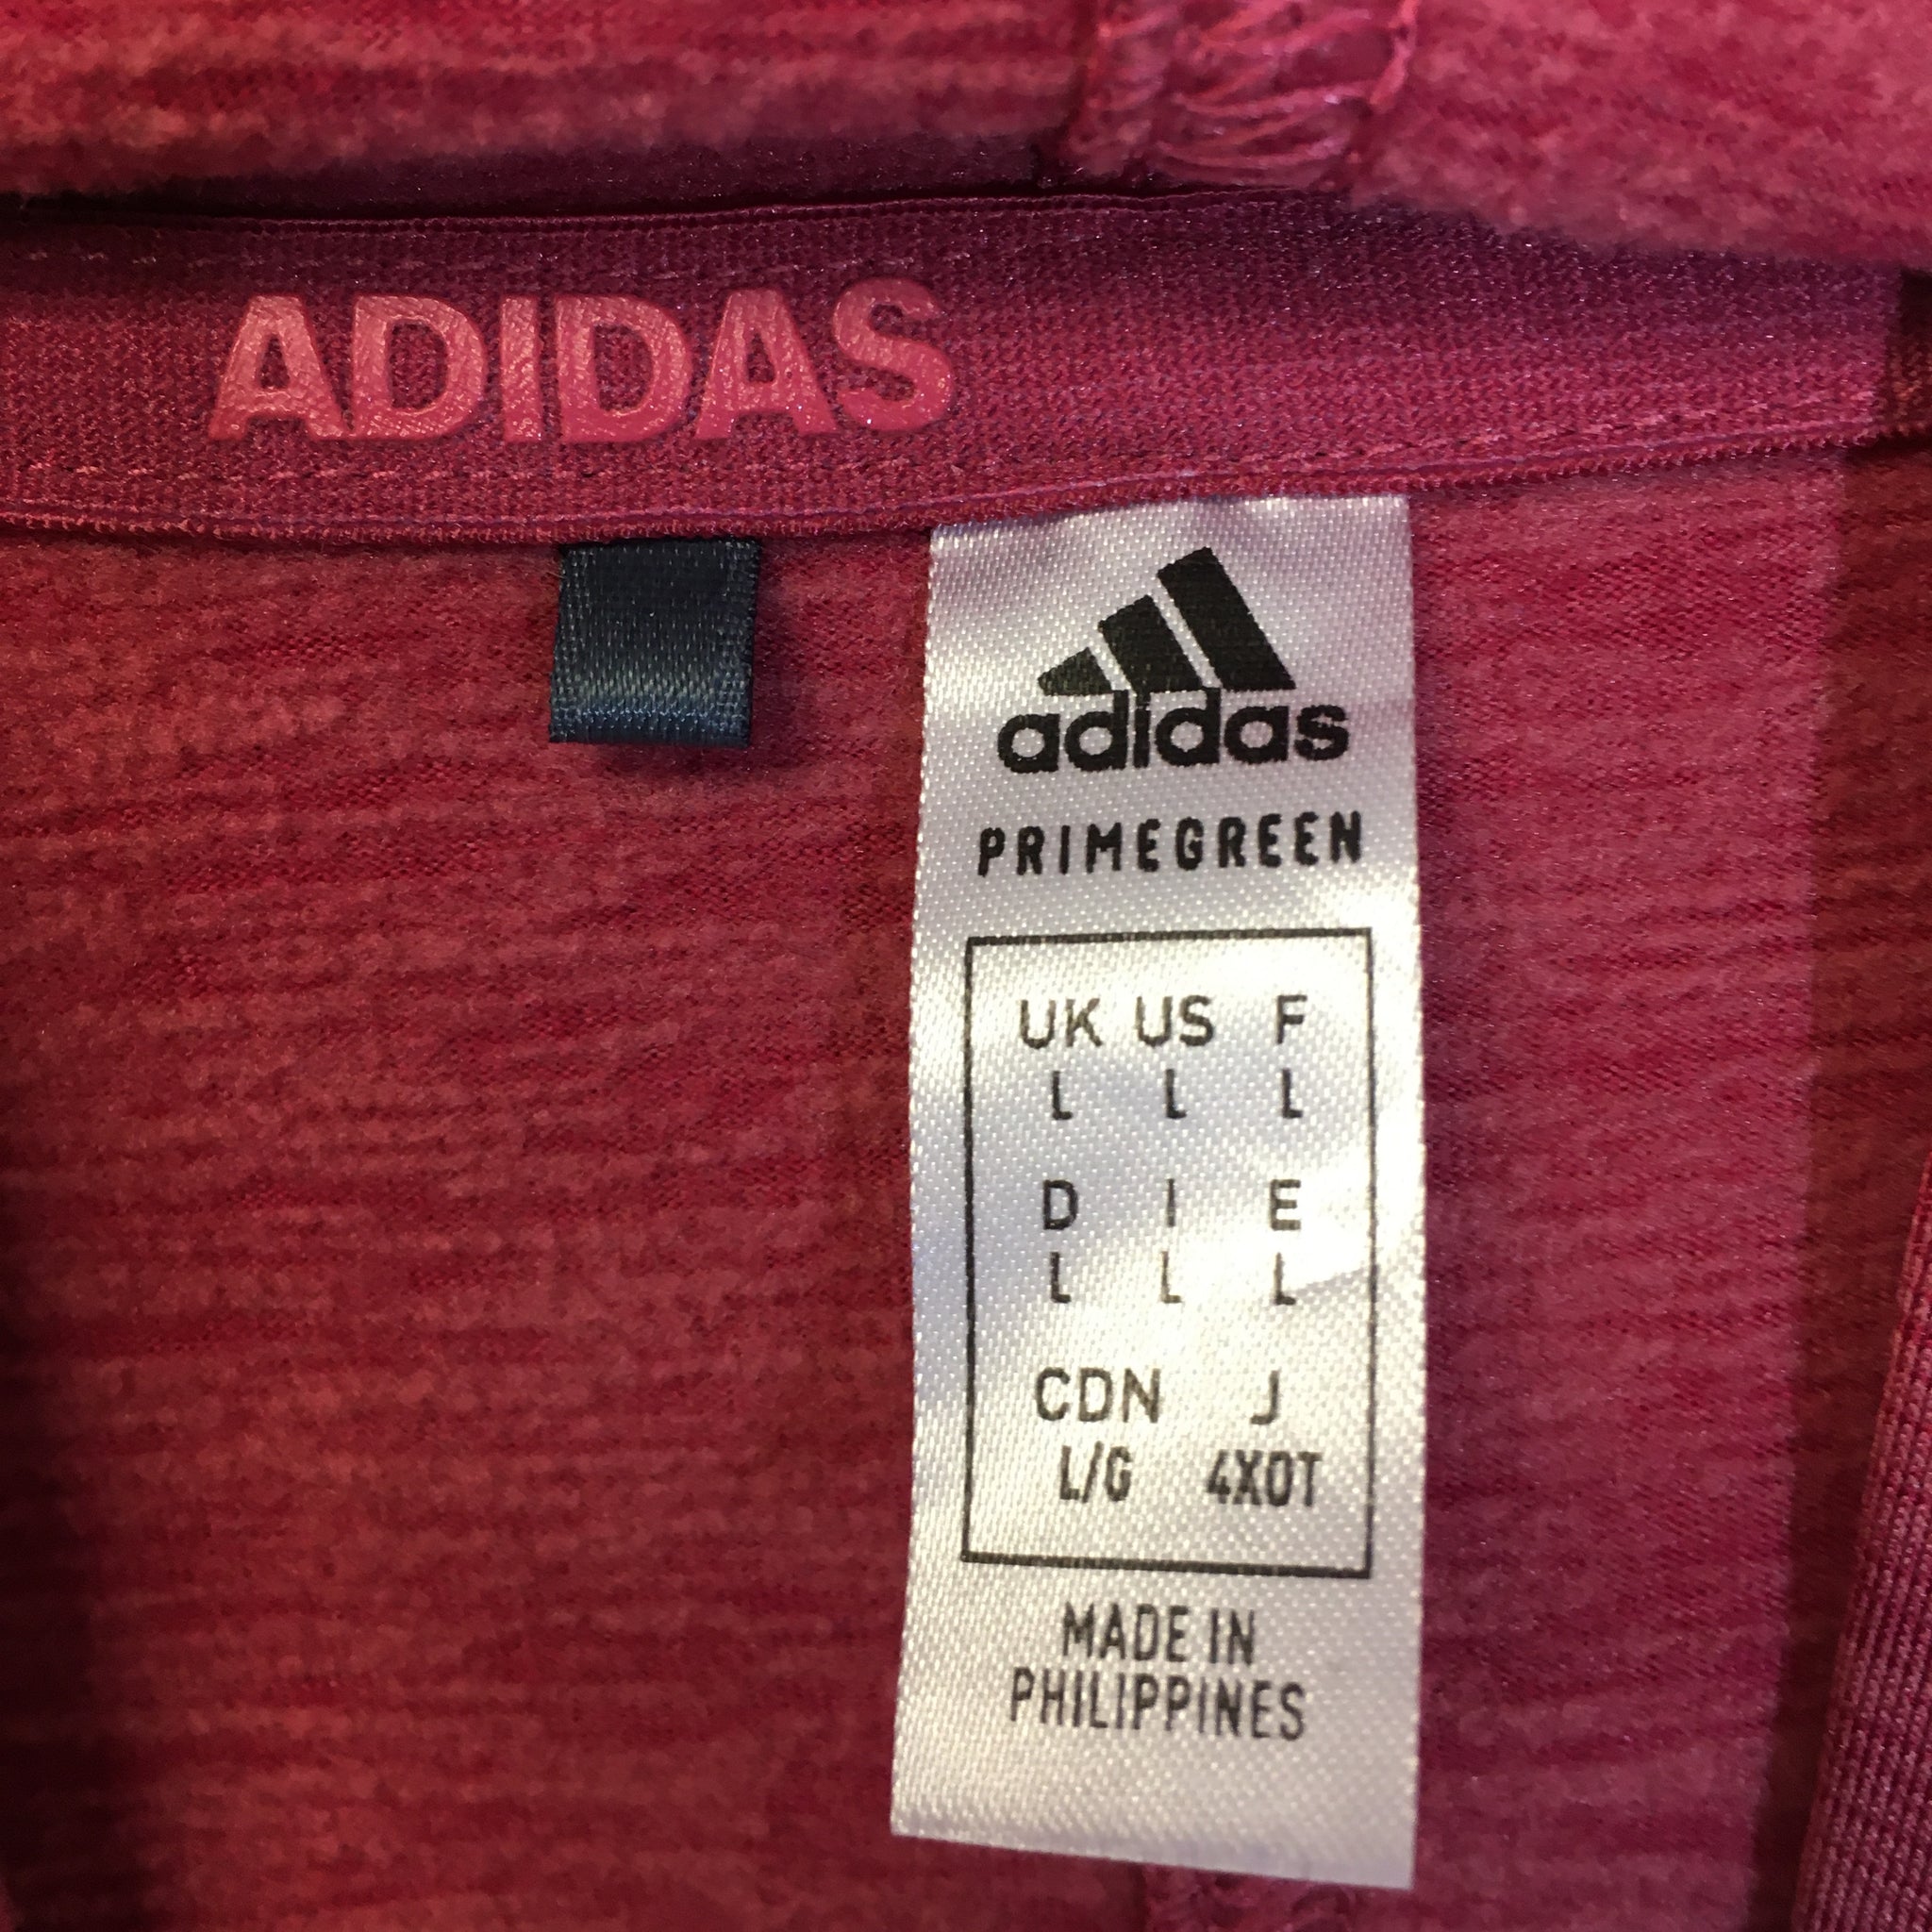 ADIDAS
adidas
PRIMEGREEN
UK US F
L L L
D I E
L L L
CDN J
L/G 4XOT
MADE IN
PHILIPPINES